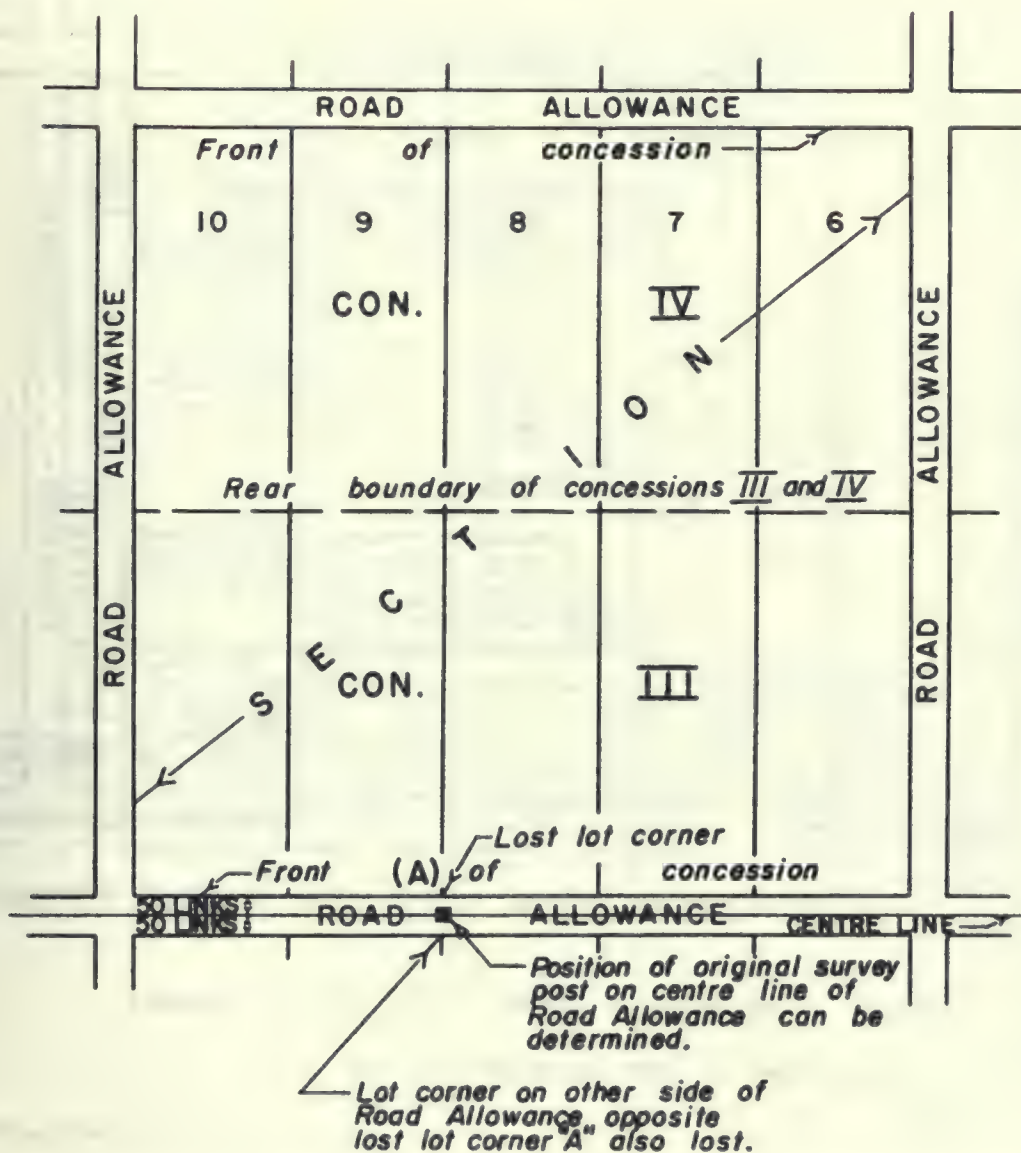 ROAD ALLOWANCE
Front of concession
10 9 8 7 6
CON. IV
ROAD ALLOWANCE
ROAD ALLOWANCE
SECTION
Rear boundary of concessions III and IV
CON. III
Lost lot corner
Front (A) of concession
50 LINKS
50 LINKS
ROAD ALLOWANCE
CENTRE LINE
Position of original survey
post on centre line of
Road Allowance can be
determined.
Lot corner on other side of
Road Allowance opposite
lost lot corner "A" also lost.